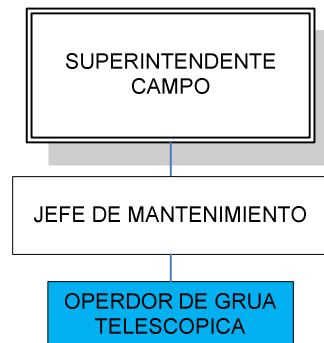 SUPERINTENDENTE
CAMPO
JEFE DE MANTENIMIENTO
OPERDOR DE GRUA
TELESCOPICA